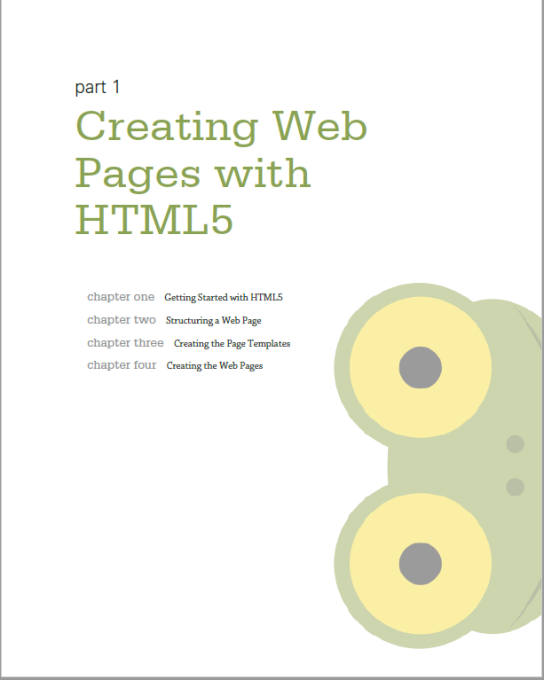 part 1
Creating Web
Pages with
HTML5
chapter one Getting Started with HTML5
chapter two Structuring a Web Page
chapter three Creating the Page Templates
chapter four Creating the Web Pages